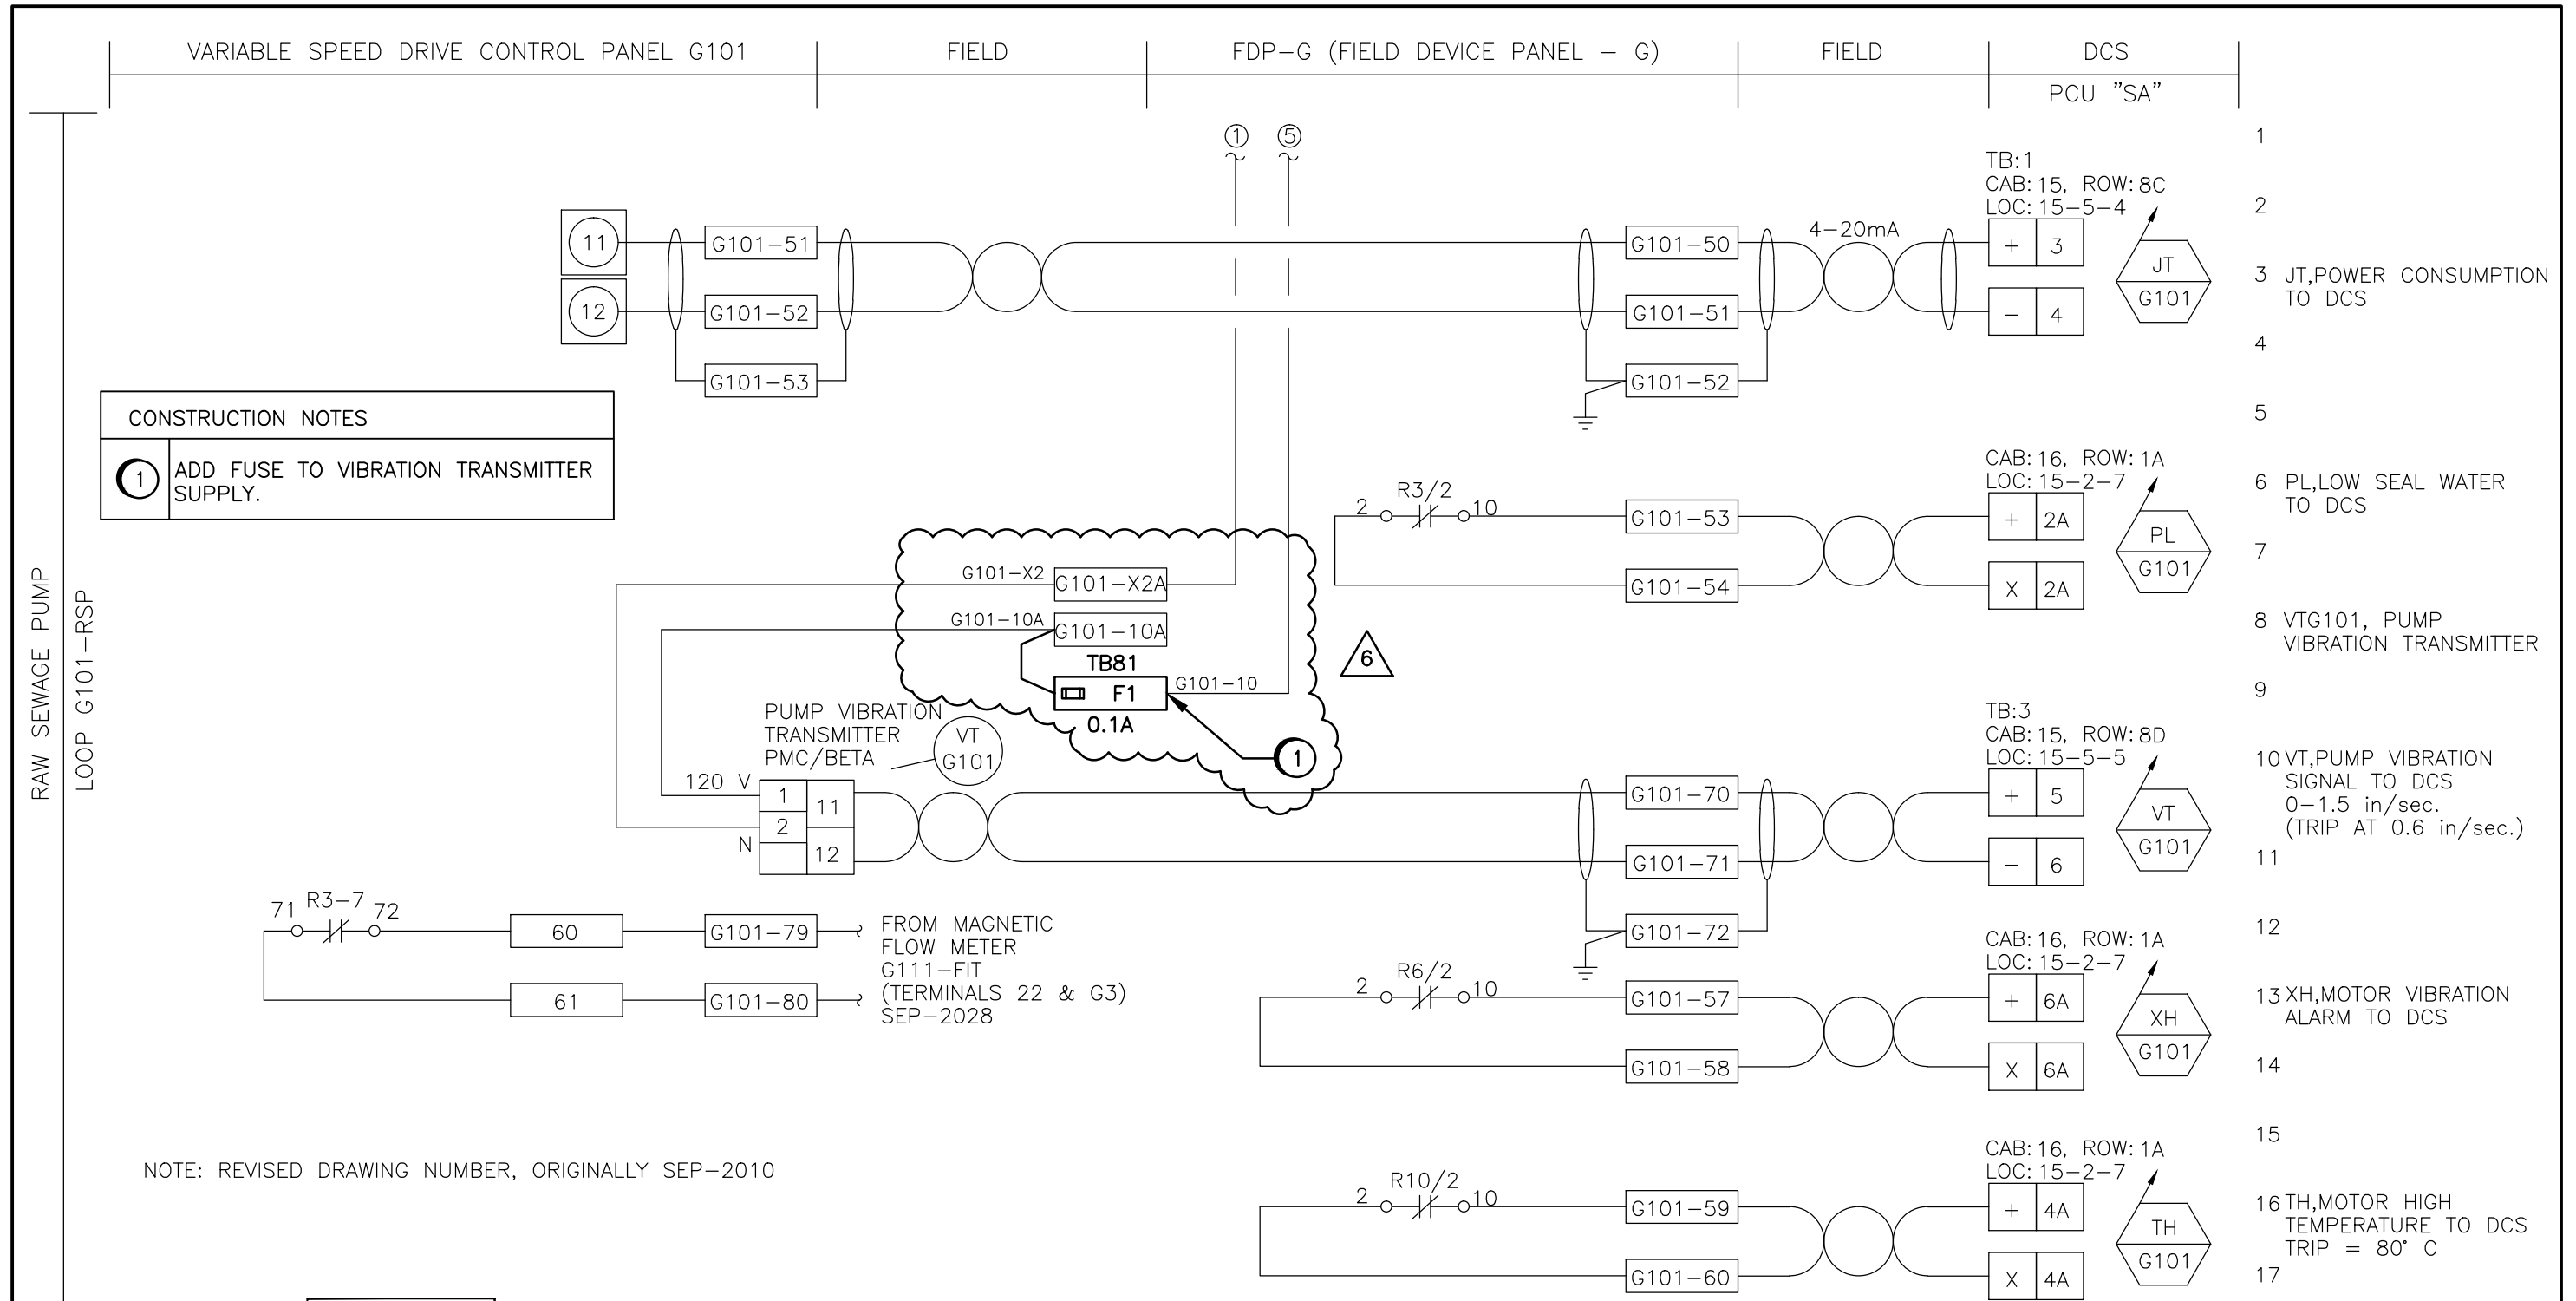 VARIABLE SPEED DRIVE CONTROL PANEL G101
FIELD
FDP-G (FIELD DEVICE PANEL - G)
FIELD
DCS
PCU "SA"
RAW SEWAGE PUMP
LOOP G101-RSP
1
5
1
TB:1
CAB:15, ROW:8C
LOC:15-5-4
2
11
G101-51
G101-50
4-20mA
+ 3
JT
G101
3 JT,POWER CONSUMPTION
TO DCS
12
G101-52
G101-51
- 4
4
G101-53
G101-52
5
CONSTRUCTION NOTES
1 ADD FUSE TO VIBRATION TRANSMITTER
SUPPLY.
CAB:16, ROW:1A
LOC:15-2-7
6 PL,LOW SEAL WATER
TO DCS
2 R3/2 10
G101-53
+ 2A
PL
G101
7
G101-54
X 2A
G101-X2
G101-X2A
G101-10A
G101-10A
TB81
F1
G101-10
0.1A
1
6
8 VTG101, PUMP
VIBRATION TRANSMITTER
9
PUMP VIBRATION
TRANSMITTER
PMC/BETA
VT
G101
TB:3
CAB:15, ROW:8D
LOC:15-5-5
10 VT,PUMP VIBRATION
SIGNAL TO DCS
0-1.5 in/sec.
(TRIP AT 0.6 in/sec.)
120 V
1
11
2
N
12
G101-70
+ 5
VT
G101
G101-71
- 6
11
G101-72
12
71 R3-7 72
60
G101-79
61
G101-80
FROM MAGNETIC
FLOW METER
G111-FIT
(TERMINALS 22 & G3)
SEP-2028
CAB:16, ROW:1A
LOC:15-2-7
2 R6/2 10
G101-57
+ 6A
XH
G101
13 XH,MOTOR VIBRATION
ALARM TO DCS
G101-58
X 6A
14
15
NOTE: REVISED DRAWING NUMBER, ORIGINALLY SEP-2010
CAB:16, ROW:1A
LOC:15-2-7
2 R10/2 10
G101-59
+ 4A
TH
G101
16 TH,MOTOR HIGH
TEMPERATURE TO DCS
TRIP = 80° C
G101-60
X 4A
17